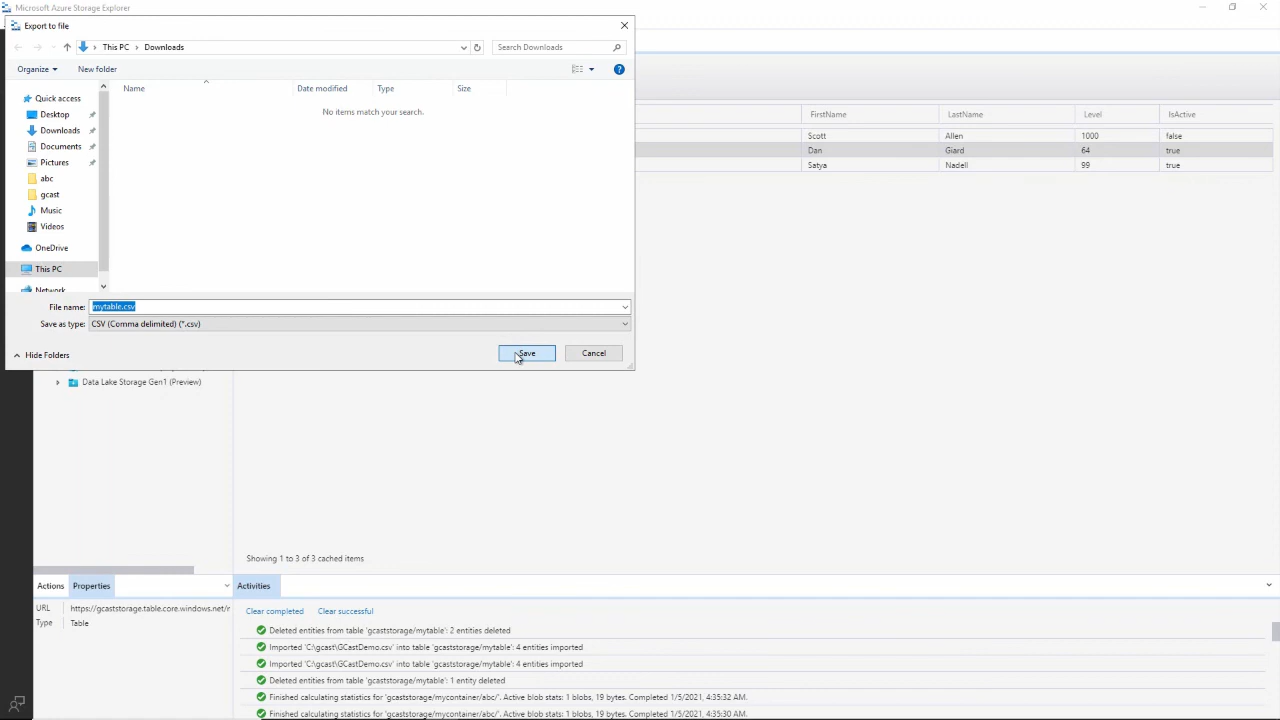 Microsoft Azure Storage Explorer
Export to file
This PC
Downloads
Search Downloads
Organize
New folder
Name
Date modified
Type
Size
No items match your search.
Quick access
Desktop
Downloads
Documents
Pictures
abc
gcast
Music
Videos
OneDrive
This PC
Network
File name: mytable.csv
Save as type: CSV (Comma delimited) (*.csv)
Hide Folders
Save
Cancel
FirstName LastName Level IsActive
Scott Allen 1000 false
Dan Giard 64 true
Satya Nadell 99 true
Data Lake Storage Gen1 (Preview)
Showing 1 to 3 of 3 cached items
Actions Properties
URL https://gcaststorage.table.core.windows.net/r
Type Table
Activities
Clear completed Clear successful
Deleted entities from table 'gcaststorage/mytable': 2 entities deleted
Imported 'C:\gcast\GCastDemo.csv' into table 'gcaststorage/mytable': 4 entities imported
Imported 'C:\gcast\GCastDemo.csv' into table 'gcaststorage/mytable': 4 entities imported
Deleted entities from table 'gcaststorage/mytable': 1 entity deleted
Finished calculating statistics for 'gcaststorage/mycontainer/abc/'. Active blob stats: 1 blobs, 19 bytes. Completed 1/5/2021, 4:35:32 AM.
Finished calculating statistics for 'gcaststorage/mycontainer/abc/'. Active blob stats: 1 blobs, 19 bytes. Completed 1/5/2021, 4:35:30 AM.